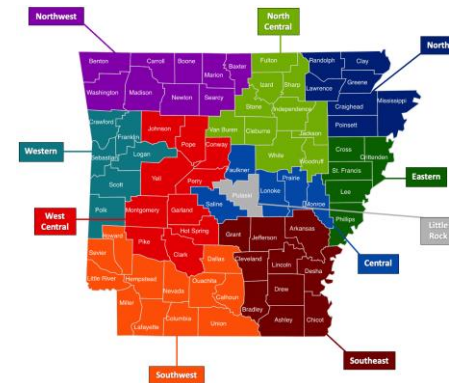 Northwest
North
Central
Fulton
Randolph
Clay
Benton
Carroll
Boone
Baxter
Marion
Izard
Sharp
Lawrence
Greene
North
Washington
Madison
Newton
Searcy
Stone
Independence
Craighead
Mississippi
Poinsett
Crawford
Franklin
Johnson
Van Buren
Cleburne
Jackson
Western
Sebastian
Logan
Pope
Conway
White
Woodruff
Cross
Crittenden
Faulkner
St. Francis
Eastern
Scott
Yell
Perry
Pulaski
Lonoke
Prairie
Lee
Monroe
Phillips
Polk
Montgomery
Garland
Saline
West
Central
Little
Rock
Hot Spring
Grant
Jefferson
Arkansas
Central
Howard
Pike
Clark
Dallas
Cleveland
Lincoln
Desha
Sevier
Hempstead
Little River
Nevada
Ouachita
Calhoun
Drew
Bradley
Miller
Columbia
Lafayette
Union
Ashley
Chicot
Southwest
Southeast